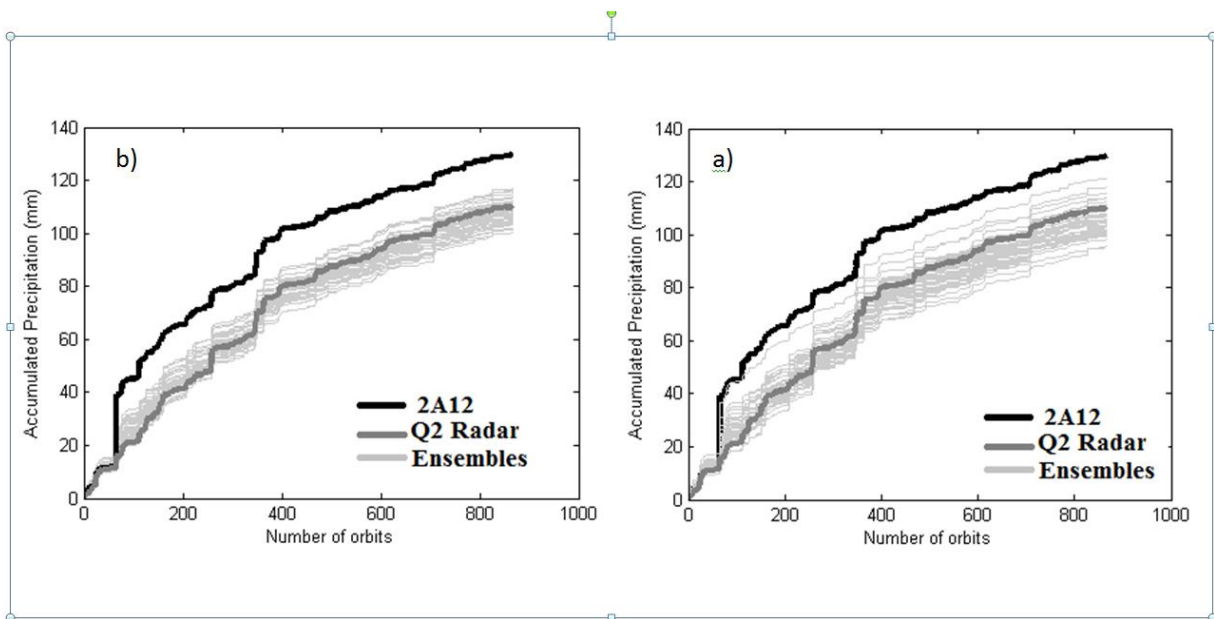 b)
Accumulated Precipitation (mm)
140
120
100
80
60
40
20
0
2A12
Q2 Radar
Ensembles
0 200 400 600 800 1000
Number of orbits
a)
Accumulated Precipitation (mm)
140
120
100
80
60
40
20
0
2A12
Q2 Radar
Ensembles
0 200 400 600 800 1000
Number of orbits